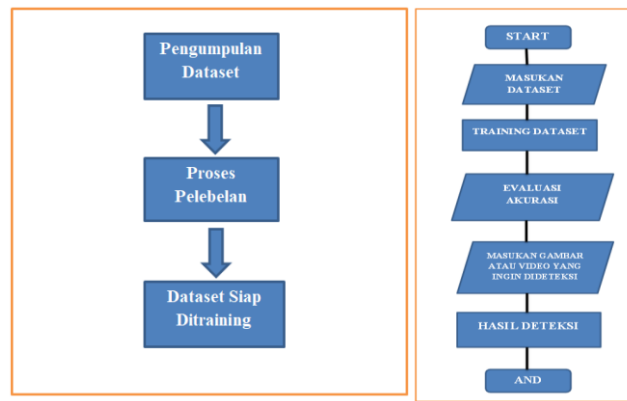 Pengumpulan
Dataset
Proses
Pelebelan
Dataset Siap
Ditraining
START
MASUKAN
DATASET
TRAINING DATASET
EVALUASI
AKURASI
MASUKAN GAMBAR
ATAU VIDEO YANG
INGIN DIDETEKSI
HASIL DETEKSI
AND